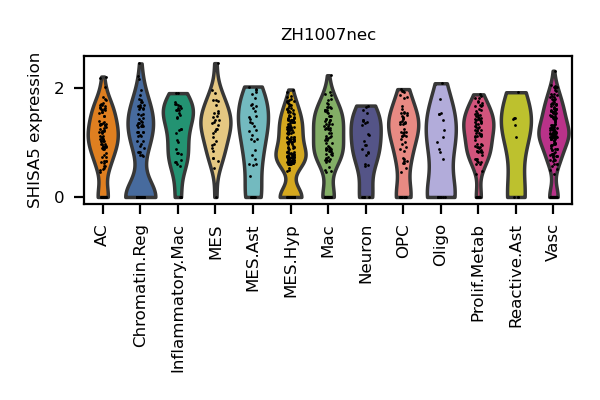 ZH1007nec
SHISA5 expression
2
0
AC
Chromatin.Reg
Inflammatory.Mac
MES
MES.Ast
MES.Hyp
Mac
Neuron
OPC
Oligo
Prolif.Metab
Reactive.Ast
Vasc